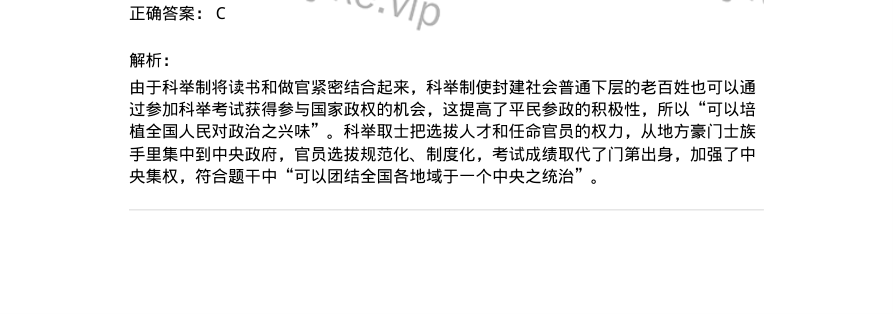 正确答案： C
解析：
由于科举制将读书和做官紧密结合起来，科举制使封建社会普通下层的老百姓也可以通
过参加科举考试获得参与国家政权的机会，这提高了平民参政的积极性，所以“可以培
植全国人民对政治之兴味”。科举取士把选拔人才和任命官员的权力，从地方豪门士族
手里集中到中央政府，官员选拔规范化、制度化，考试成绩取代了门第出身，加强了中
央集权，符合题干中“可以团结全国各地域于一个中央之统治”。